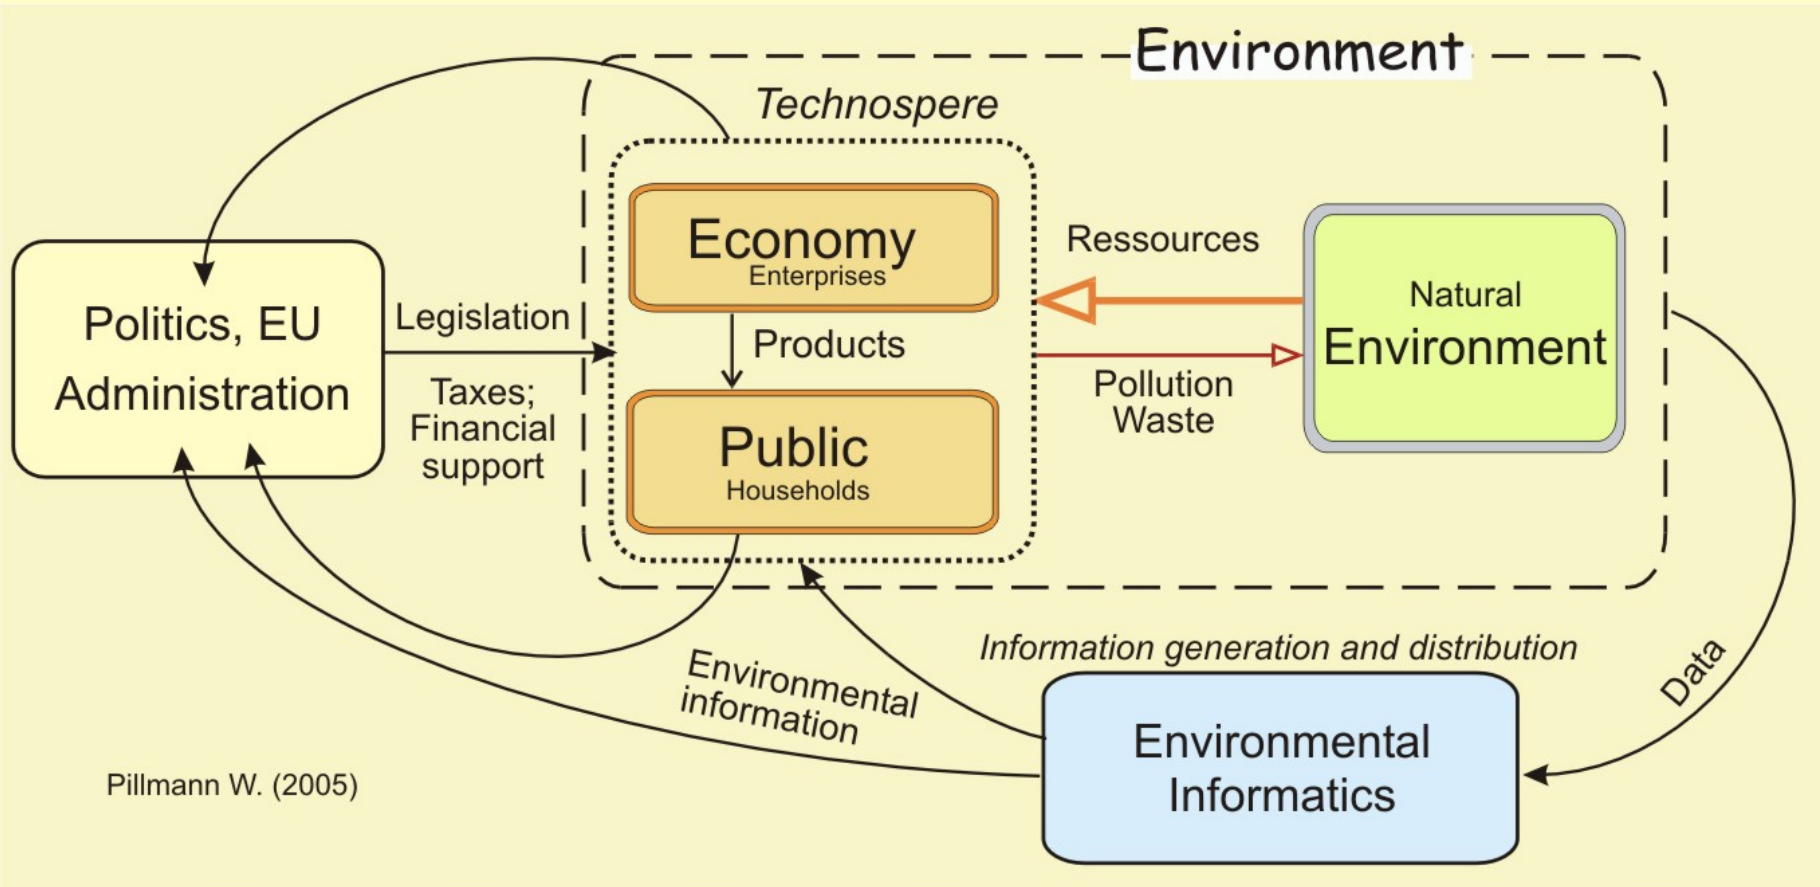 Environment
Technospere
Economy
Enterprises
Ressources
Natural
Environment
Politics, EU
Administration
Legislation
Taxes;
Financial
support
Products
Pollution
Waste
Public
Households
Information generation and distribution
Data
Environmental
information
Environmental
Informatics
Pillmann W. (2005)